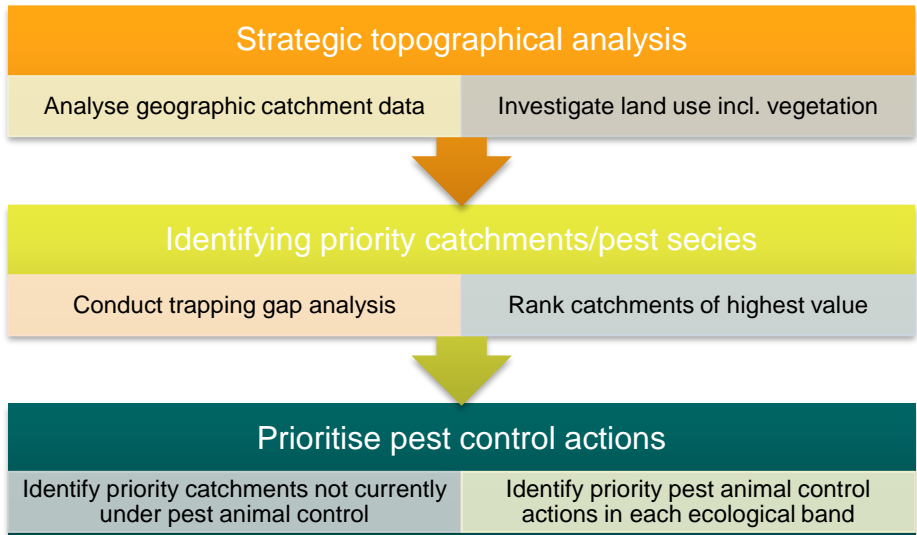 Strategic topographical analysis
Analyse geographic catchment data
Investigate land use incl. vegetation
Identifying priority catchments/pest secies
Conduct trapping gap analysis
Rank catchments of highest value
Prioritise pest control actions
Identify priority catchments not currently
under pest animal control
Identify priority pest animal control
actions in each ecological band